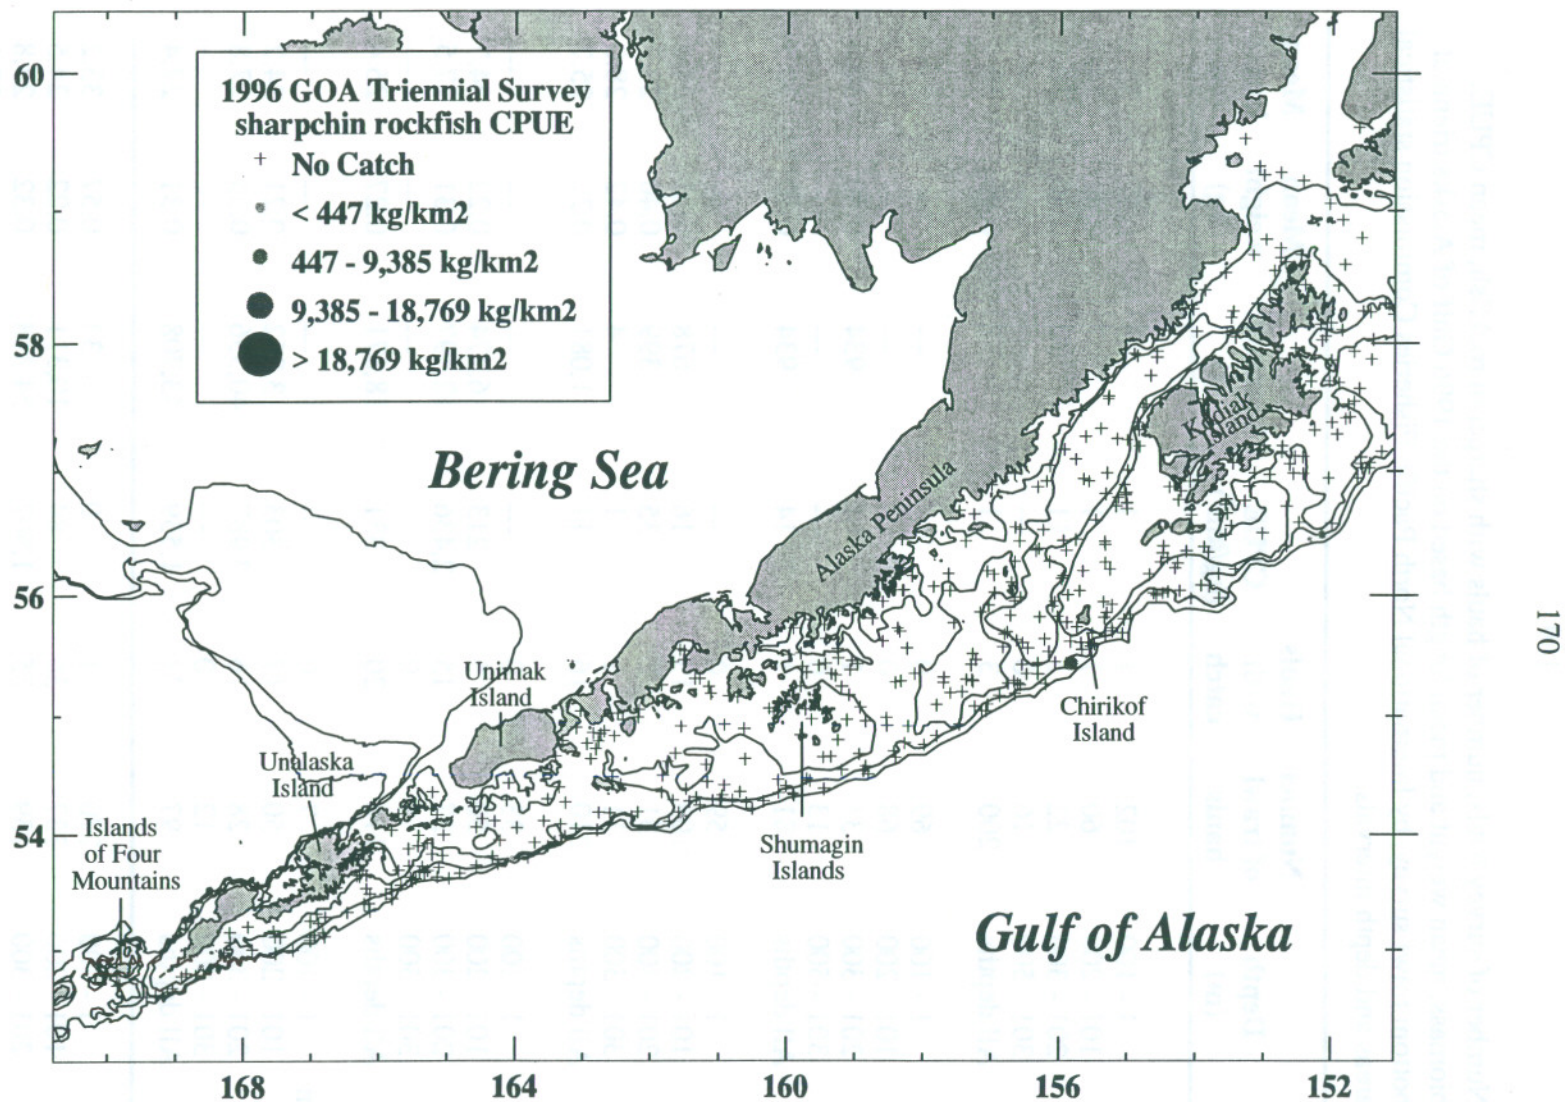 60
58
56
54
1996 GOA Triennial Survey
sharpchin rockfish CPUE
+ No Catch
< 447 kg/km2
447 - 9,385 kg/km2
9,385 - 18,769 kg/km2
> 18,769 kg/km2
Bering Sea
Alaska Peninsula
Kodiak
Island
Unimak
Island
Unalaska
Island
Islands
of Four
Mountains
Chirikof
Island
Shumagin
Islands
Gulf of Alaska
168
164
160
156
152
170